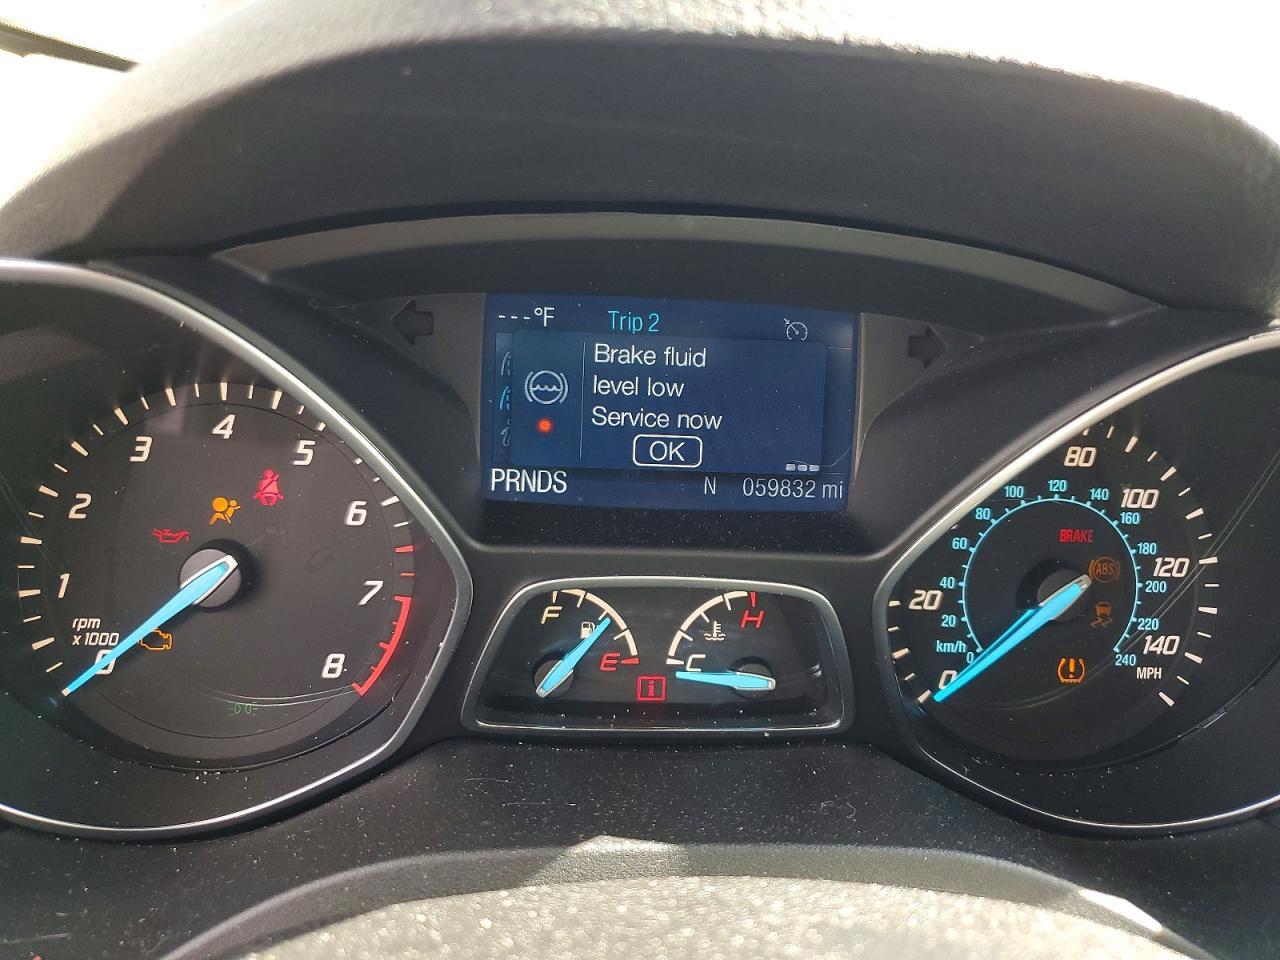 ---°F Trip 2
Brake fluid
level low
Service now
OK
PRNDS N 059832 mi
0 1 2 3 4 5 6 7 8
rpm
x1000
F E
C H
i
0 20 80 100 120 140
MPH
0 20 40 60 80 100 120 140 160 180 200 220 240
km/h
BRAKE
ABS